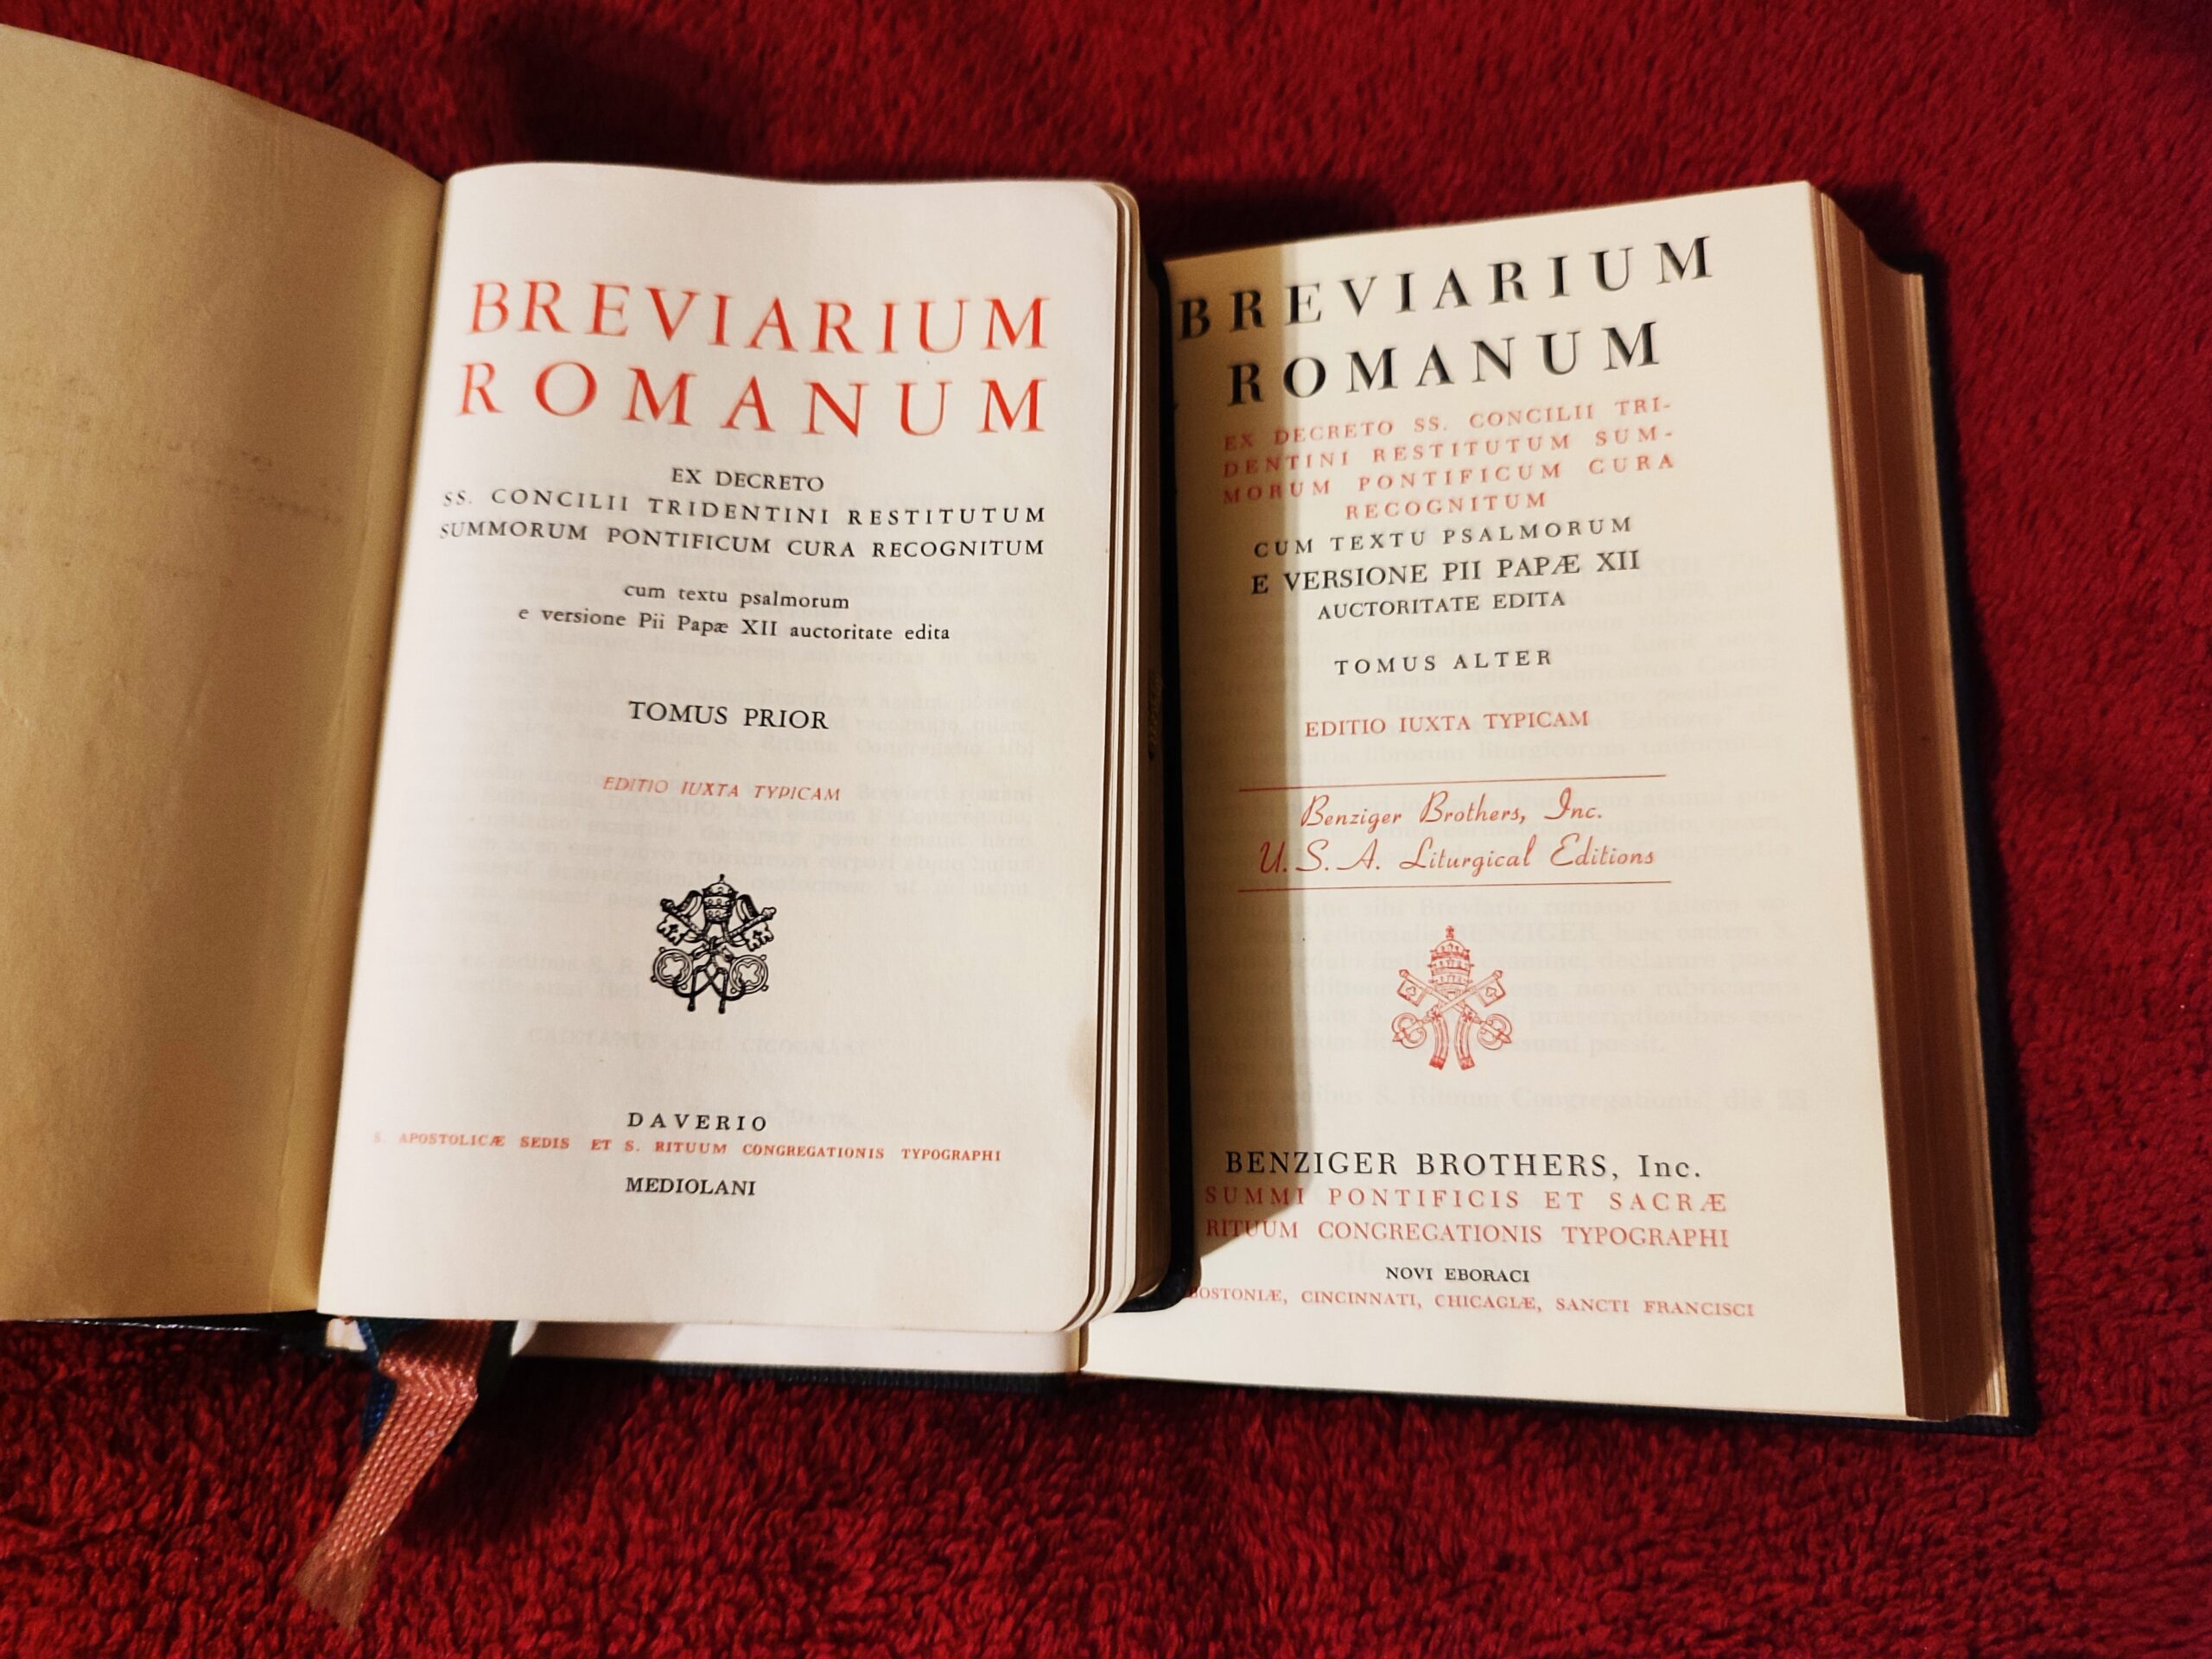 BREVIARIUM
ROMANUM
EX DECRETO
SS. CONCILII TRIDENTINI RESTITUTUM
SUMMORUM PONTIFICUM CURA RECOGNITUM
cum textu psalmorum
e versione Pii Papæ XII auctoritate edita
TOMUS PRIOR
EDITIO IUXTA TYPICAM
DAVERIO
S. APOSTOLICÆ SEDIS ET S. RITUUM CONGREGATIONIS TYPOGRAPHI
MEDIOLANI
BREVIARIUM
ROMANUM
EX DECRETO SS. CONCILII TRI-
DENTINI RESTITUTUM SUM-
MORUM PONTIFICUM CURA
RECOGNITUM
CUM TEXTU PSALMORUM
E VERSIONE PII PAPÆ XII
AUCTORITATE EDITA
TOMUS ALTER
EDITIO IUXTA TYPICAM
Benziger Brothers, Inc.
U. S. A. Liturgical Editions
BENZIGER BROTHERS, Inc.
SUMMI PONTIFICIS ET SACRÆ
RITUUM CONGREGATIONIS TYPOGRAPHI
NOVI EBORACI
BOSTONIÆ, CINCINNATI, CHICAGIÆ, SANCTI FRANCISCI